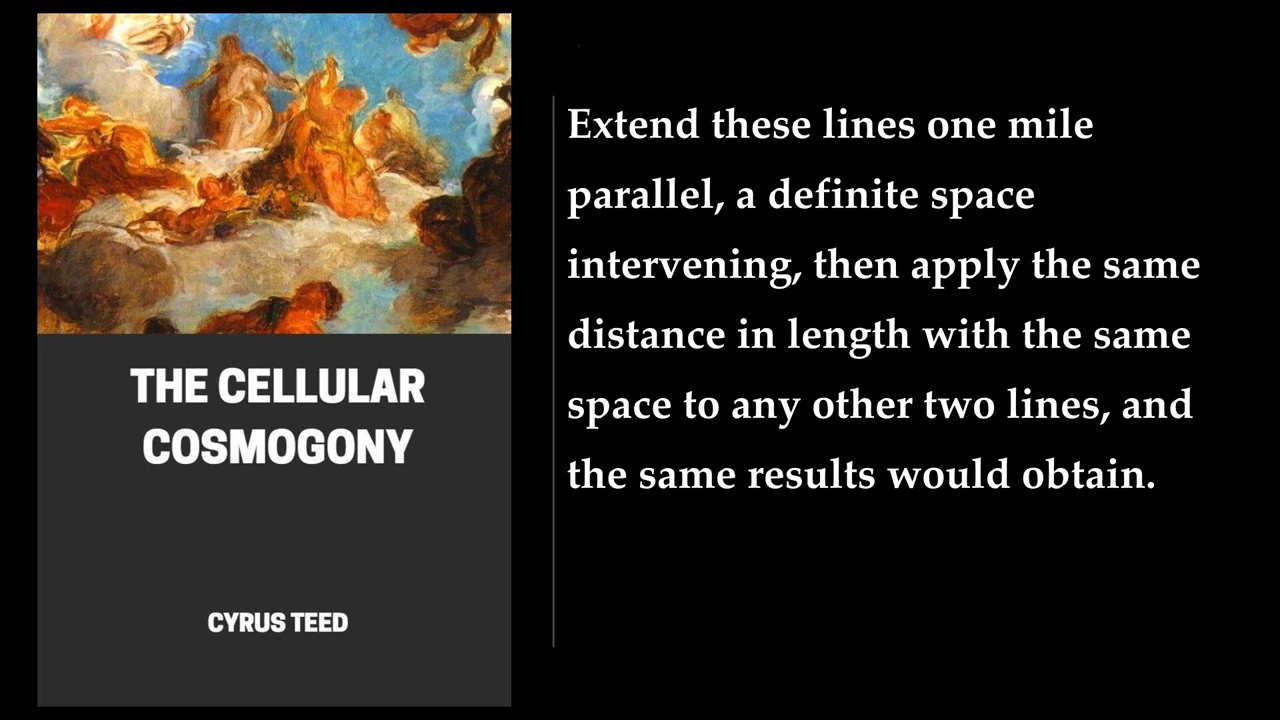 THE CELLULAR
COSMOGONY
CYRUS TEED
Extend these lines one mile
parallel, a definite space
intervening, then apply the same
distance in length with the same
space to any other two lines, and
the same results would obtain.